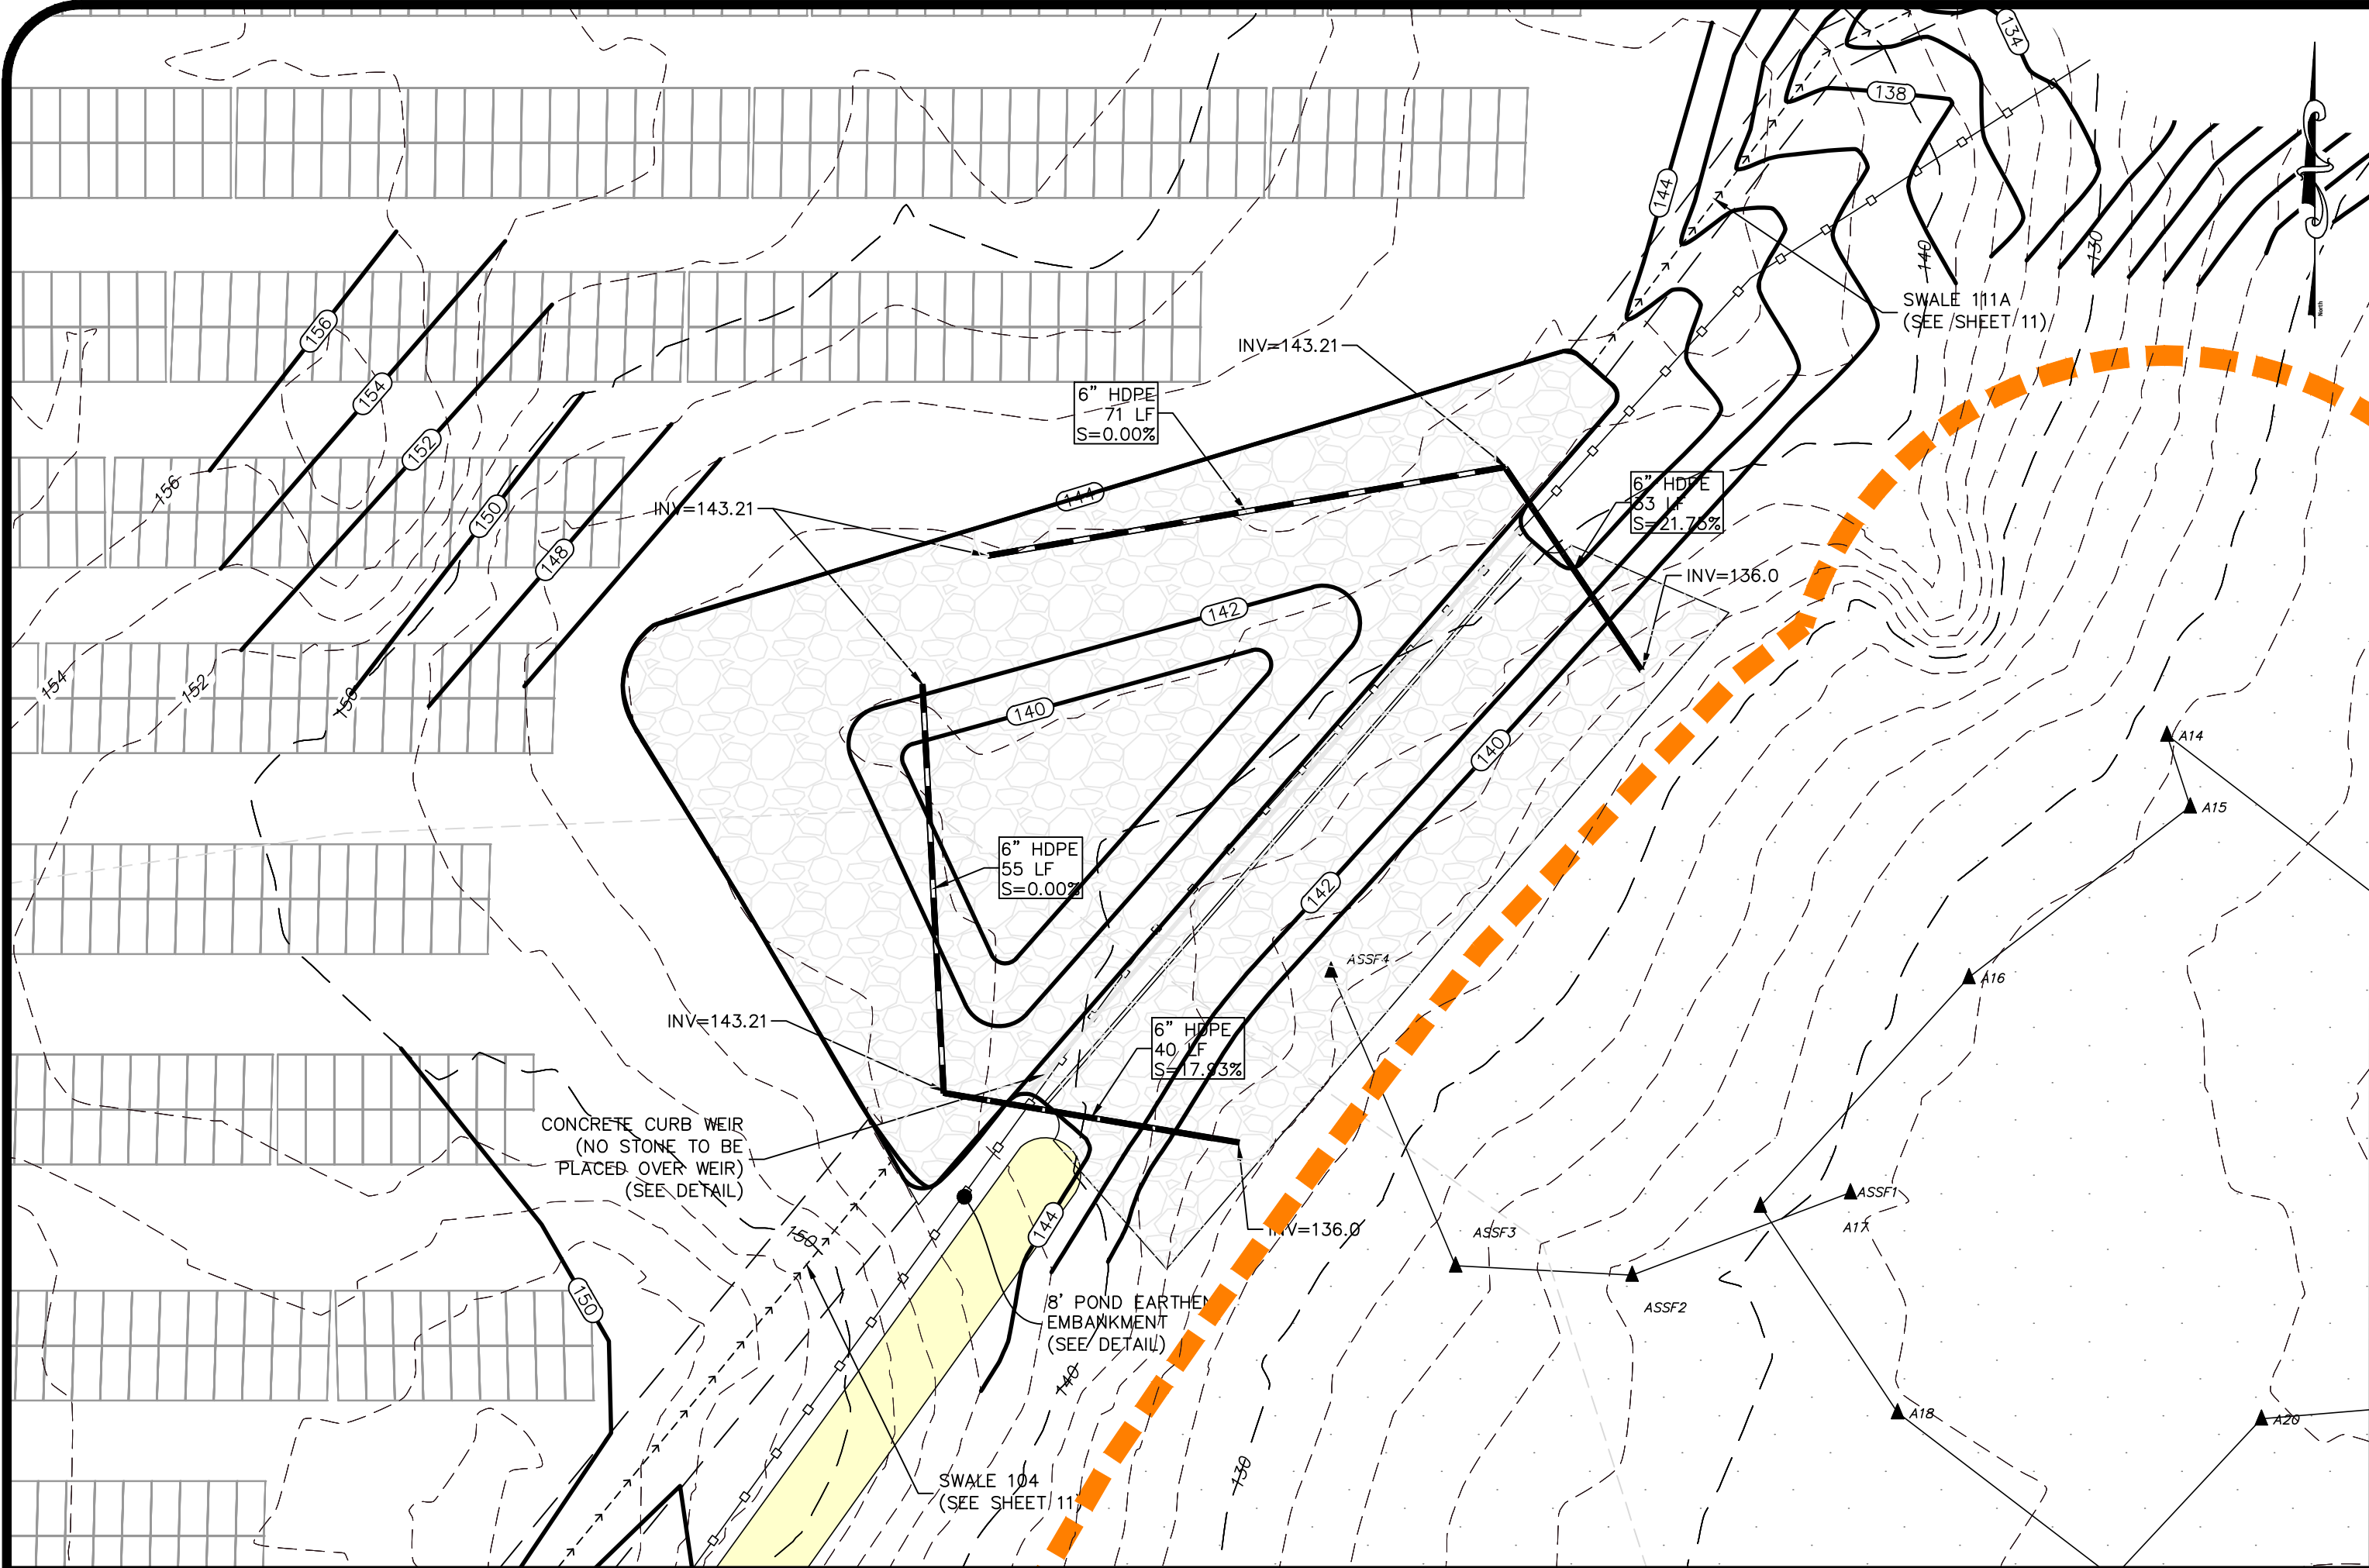 134
138
144
140
130
SWALE 111A
(SEE SHEET 11)
North
156
INV=143.21
6" HDPE
71 LF
S=0.00%
154
152
156
144
150
INV=143.21
6" HDPE
33 LF
S=21.75%
148
INV=136.0
142
154
152
150
140
140
A14
A15
6" HDPE
55 LF
S=0.00%
142
ASSF4
A16
INV=143.21
6" HDPE
40 LF
S=17.93%
CONCRETE CURB WEIR
(NO STONE TO BE
PLACED OVER WEIR)
(SEE DETAIL)
ASSF1
A17
144
150
INV=136.0
ASSF3
150
8' POND EARTHEN
EMBANKMENT
(SEE DETAIL)
ASSF2
140
A18
A20
130
SWALE 104
(SEE SHEET 11)